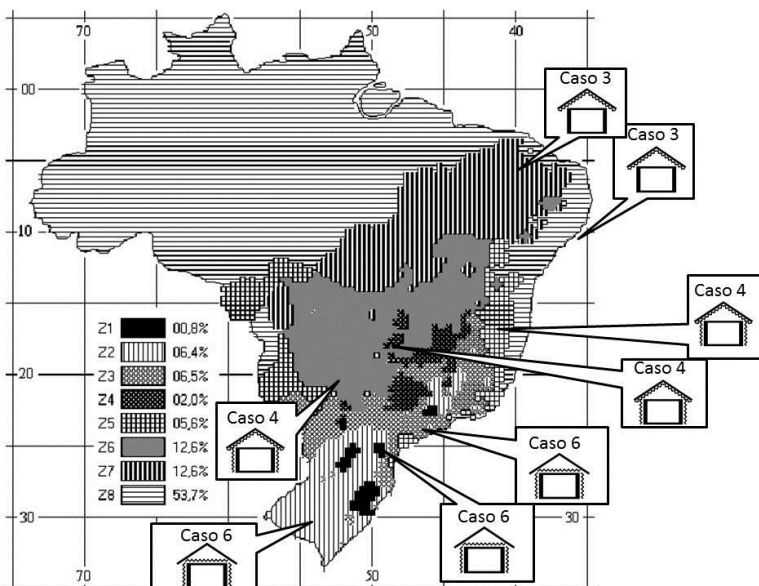 70
50
40
00
10
20
30
30
70
50
40
Caso 3
Caso 3
Caso 4
Caso 4
Caso 4
Caso 6
Caso 6
Caso 6
Z1 00,8%
Z2 06,4%
Z3 06,5%
Z4 02,0%
Z5 05,6%
Z6 12,6%
Z7 12,6%
Z8 53,7%